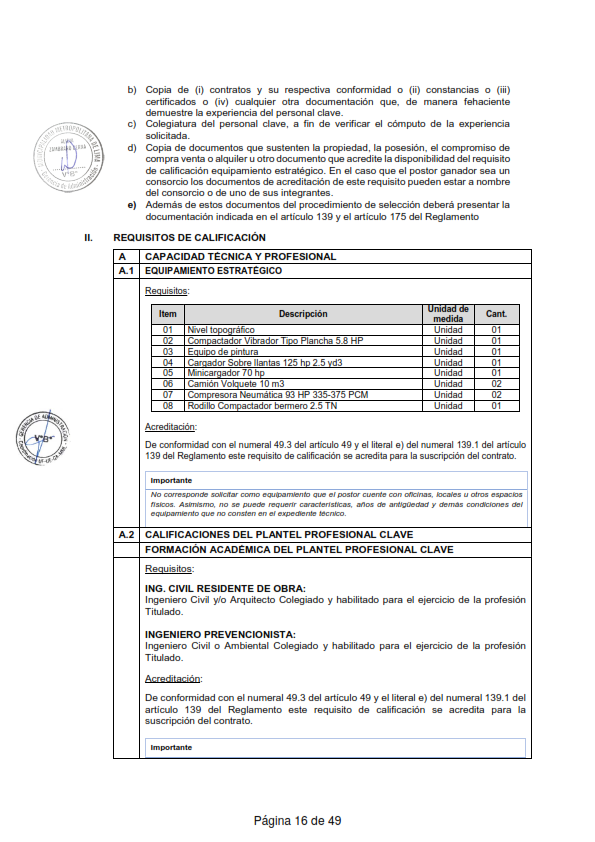 b) Copia de (i) contratos y su respectiva conformidad o (ii) constancias o (iii)
certificados o (iv) cualquier otra documentación que, de manera fehaciente
demuestre la experiencia del personal clave.
c) Colegiatura del personal clave, a fin de verificar el cómputo de la experiencia
solicitada.
d) Copia de documentos que sustenten la propiedad, la posesión, el compromiso de
compra venta o alquiler u otro documento que acredite la disponibilidad del requisito
de calificación equipamiento estratégico. En el caso que el postor ganador sea un
consorcio los documentos de acreditación de este requisito pueden estar a nombre
del consorcio o de uno de sus integrantes.
e) Además de estos documentos del procedimiento de selección deberá presentar la
documentación indicada en el artículo 139 y el artículo 175 del Reglamento
II. REQUISITOS DE CALIFICACIÓN
A CAPACIDAD TÉCNICA Y PROFESIONAL
A.1 EQUIPAMIENTO ESTRATÉGICO
Requisitos:
Item Descripción Unidad de medida Cant.
01 Nivel topográfico Unidad 01
02 Compactador Vibrador Tipo Plancha 5.8 HP Unidad 01
03 Equipo de pintura Unidad 01
04 Cargador Sobre llantas 125 hp 2.5 yd3 Unidad 01
05 Minicargador 70 hp Unidad 01
06 Camión Volquete 10 m3 Unidad 02
07 Compresora Neumática 93 HP 335-375 PCM Unidad 02
08 Rodillo Compactador bermero 2.5 TN Unidad 01
Acreditación:
De conformidad con el numeral 49.3 del artículo 49 y el literal e) del numeral 139.1 del artículo
139 del Reglamento este requisito de calificación se acredita para la suscripción del contrato.
Importante
No corresponde solicitar como equipamiento que el postor cuente con oficinas, locales u otros espacios
físicos. Asimismo, no se puede requerir características, años de antigüedad y demás condiciones del
equipamiento que no consten en el expediente técnico.
A.2 CALIFICACIONES DEL PLANTEL PROFESIONAL CLAVE
FORMACIÓN ACADÉMICA DEL PLANTEL PROFESIONAL CLAVE
Requisitos:
ING. CIVIL RESIDENTE DE OBRA:
Ingeniero Civil y/o Arquitecto Colegiado y habilitado para el ejercicio de la profesión
Titulado.
INGENIERO PREVENCIONISTA:
Ingeniero Civil o Ambiental Colegiado y habilitado para el ejercicio de la profesión
Titulado.
Acreditación:
De conformidad con el numeral 49.3 del artículo 49 y el literal e) del numeral 139.1 del
artículo 139 del Reglamento este requisito de calificación se acredita para la
suscripción del contrato.
Importante
Página 16 de 49